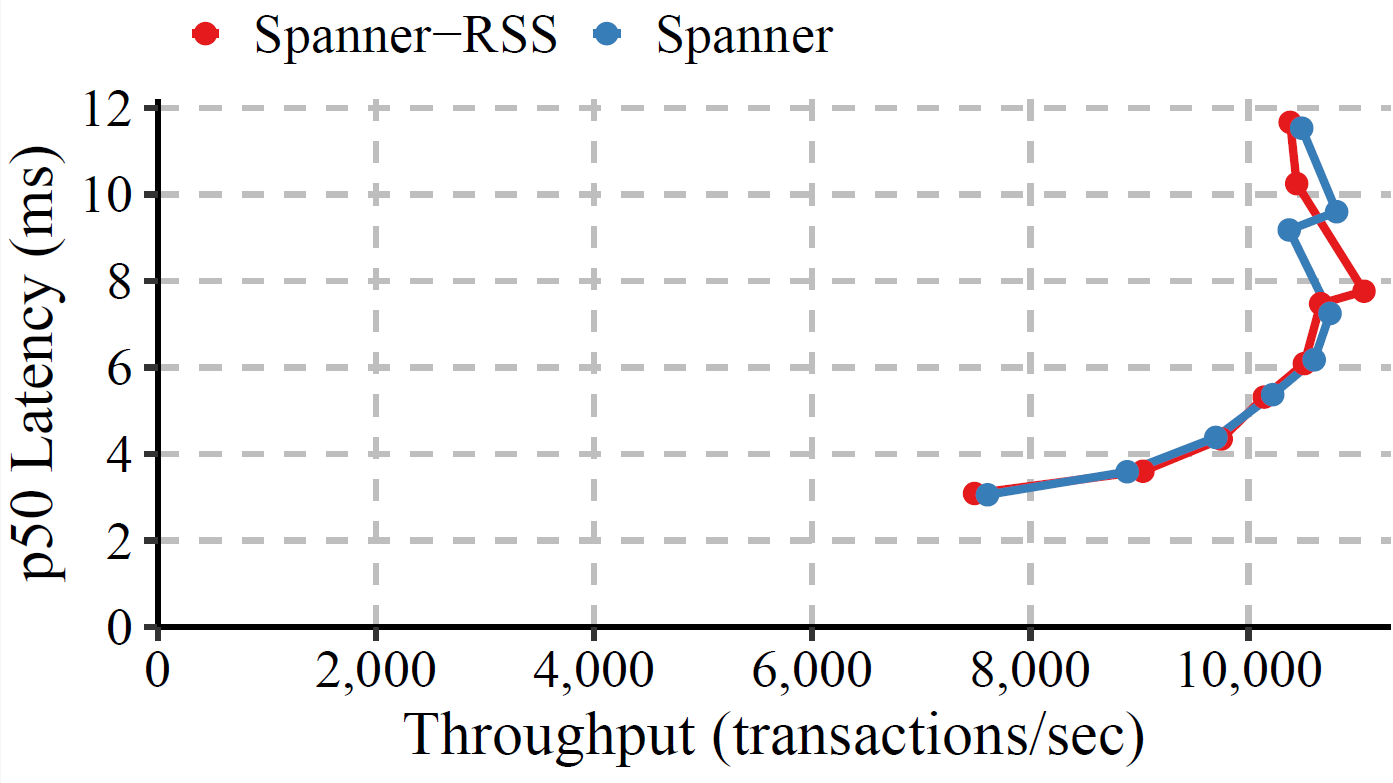 Spanner−RSS Spanner
p50 Latency (ms)
12
10
8
6
4
2
0
0 2,000 4,000 6,000 8,000 10,000
Throughput (transactions/sec)